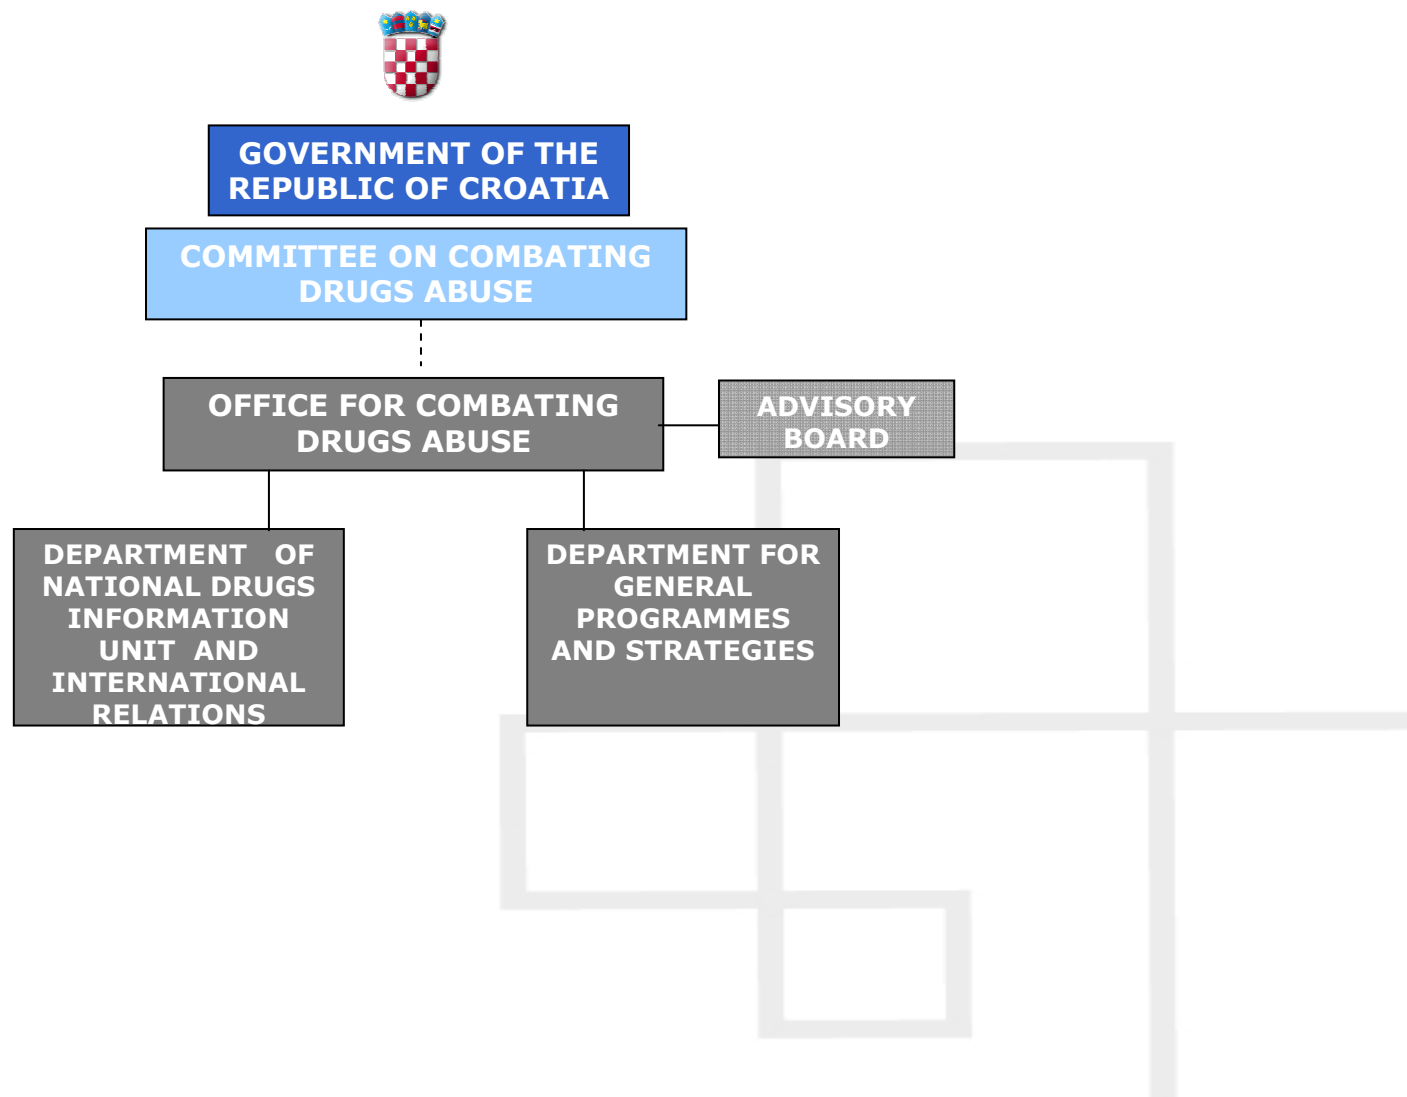 GOVERNMENT OF THE
REPUBLIC OF CROATIA
COMMITTEE ON COMBATING
DRUGS ABUSE
OFFICE FOR COMBATING
DRUGS ABUSE
ADVISORY
BOARD
DEPARTMENT OF
NATIONAL DRUGS
INFORMATION
UNIT AND
INTERNATIONAL
RELATIONS
DEPARTMENT FOR
GENERAL
PROGRAMMES
AND STRATEGIES